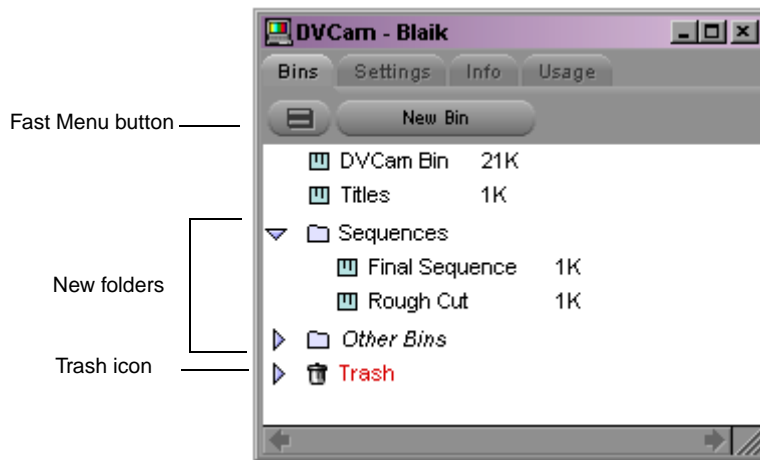 DVCam - Blaik
Bins Settings Info Usage
Fast Menu button
New Bin
DVCam Bin 21K
Titles 1K
Sequences
Final Sequence 1K
New folders
Rough Cut 1K
Other Bins
Trash icon
Trash